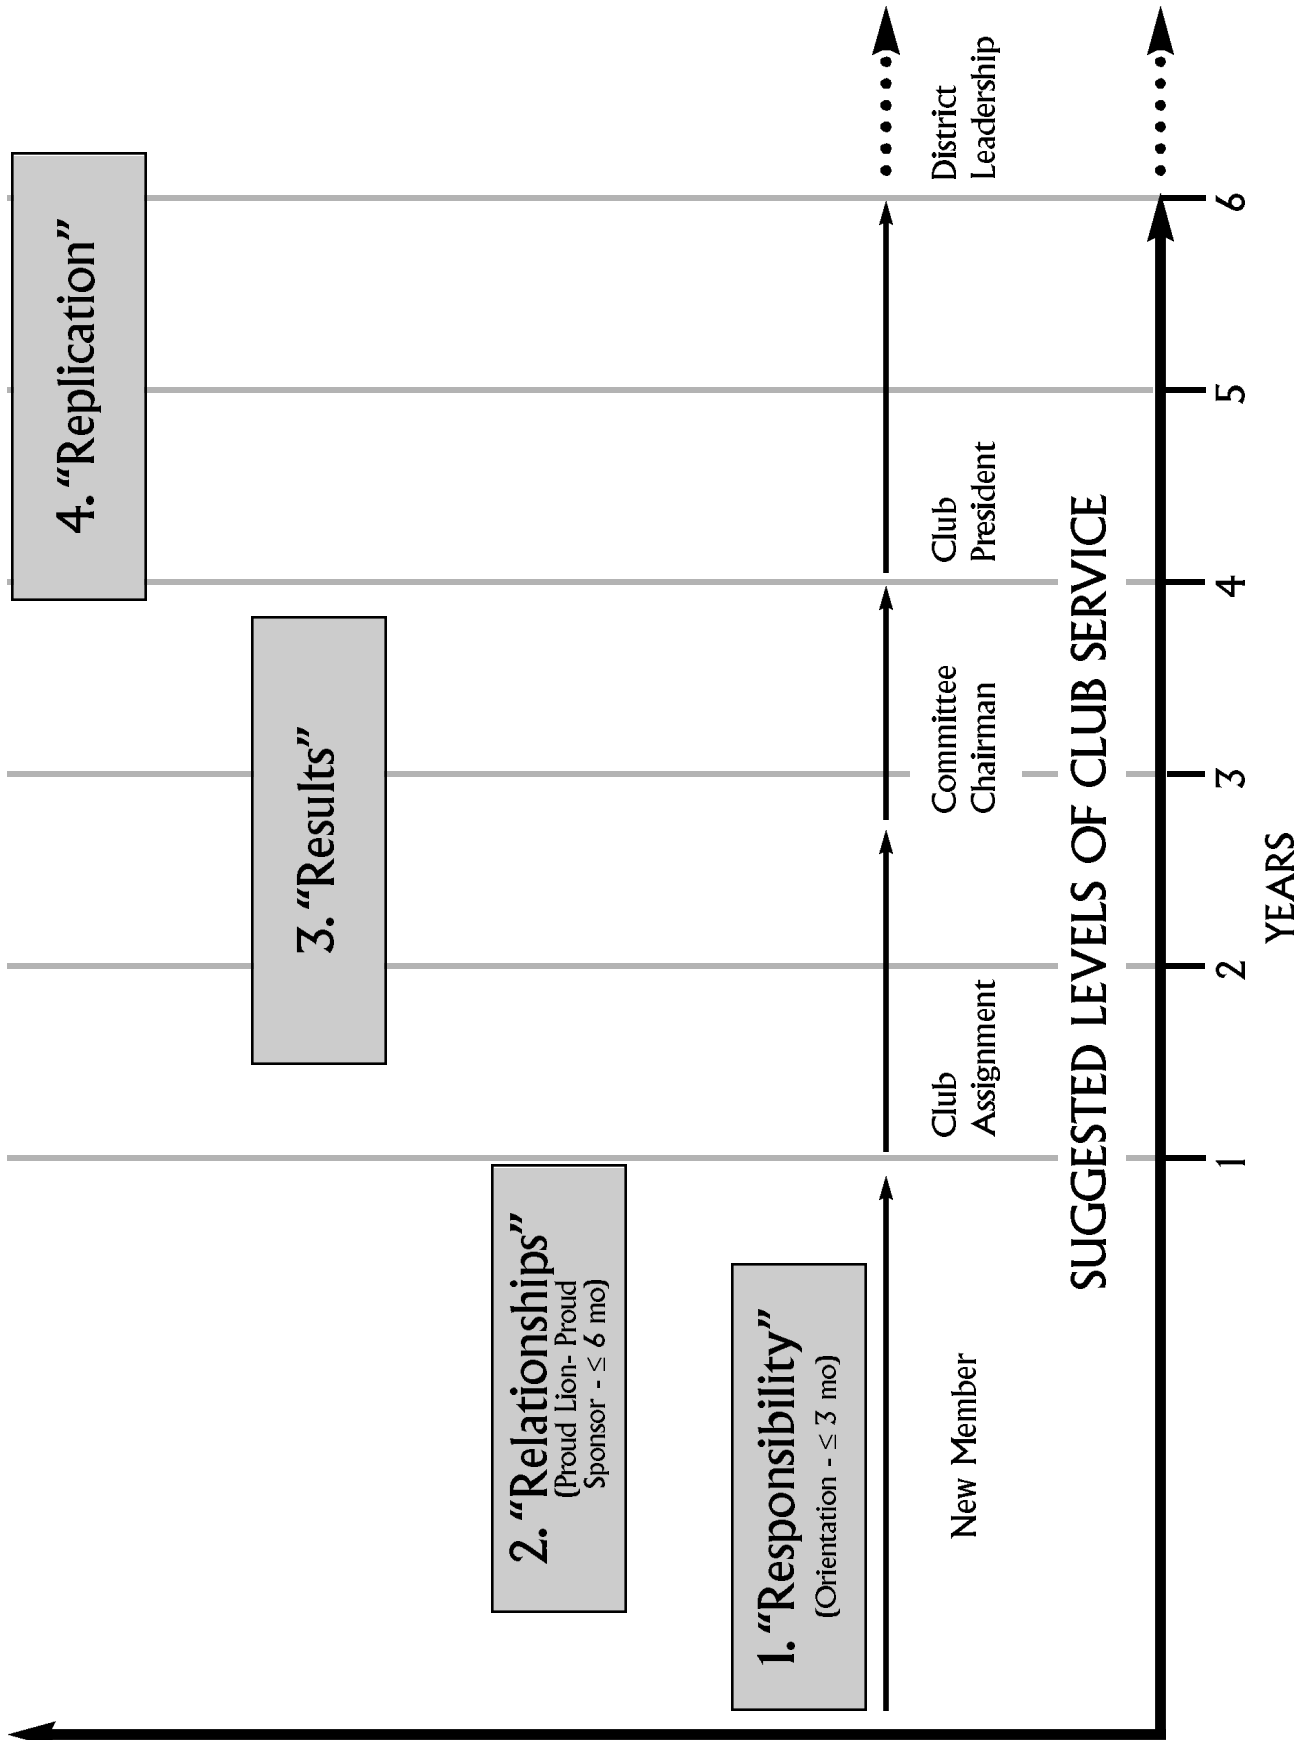 4. “Replication”
3. “Results”
2. “Relationships”
(Proud Lion- Proud
Sponsor - ≤ 6 mo)
1. “Responsibility”
(Orientation - ≤ 3 mo)
New Member
Club
Assignment
Committee
Chairman
Club
President
District
Leadership
SUGGESTED LEVELS OF CLUB SERVICE
1
2
3
4
5
6
YEARS